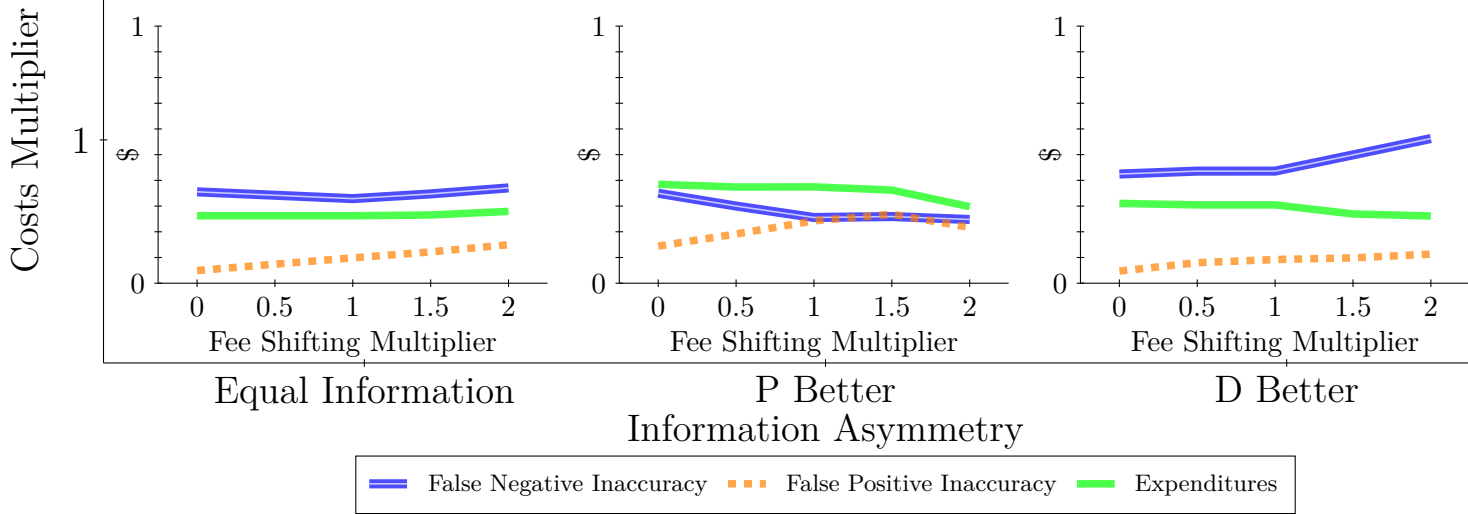 Costs Multiplier
1
1
0
$
0 0.5 1 1.5 2
Fee Shifting Multiplier
1
0
$
0 0.5 1 1.5 2
Fee Shifting Multiplier
1
0
$
0 0.5 1 1.5 2
Fee Shifting Multiplier
Equal Information P Better D Better
Information Asymmetry
False Negative Inaccuracy False Positive Inaccuracy Expenditures